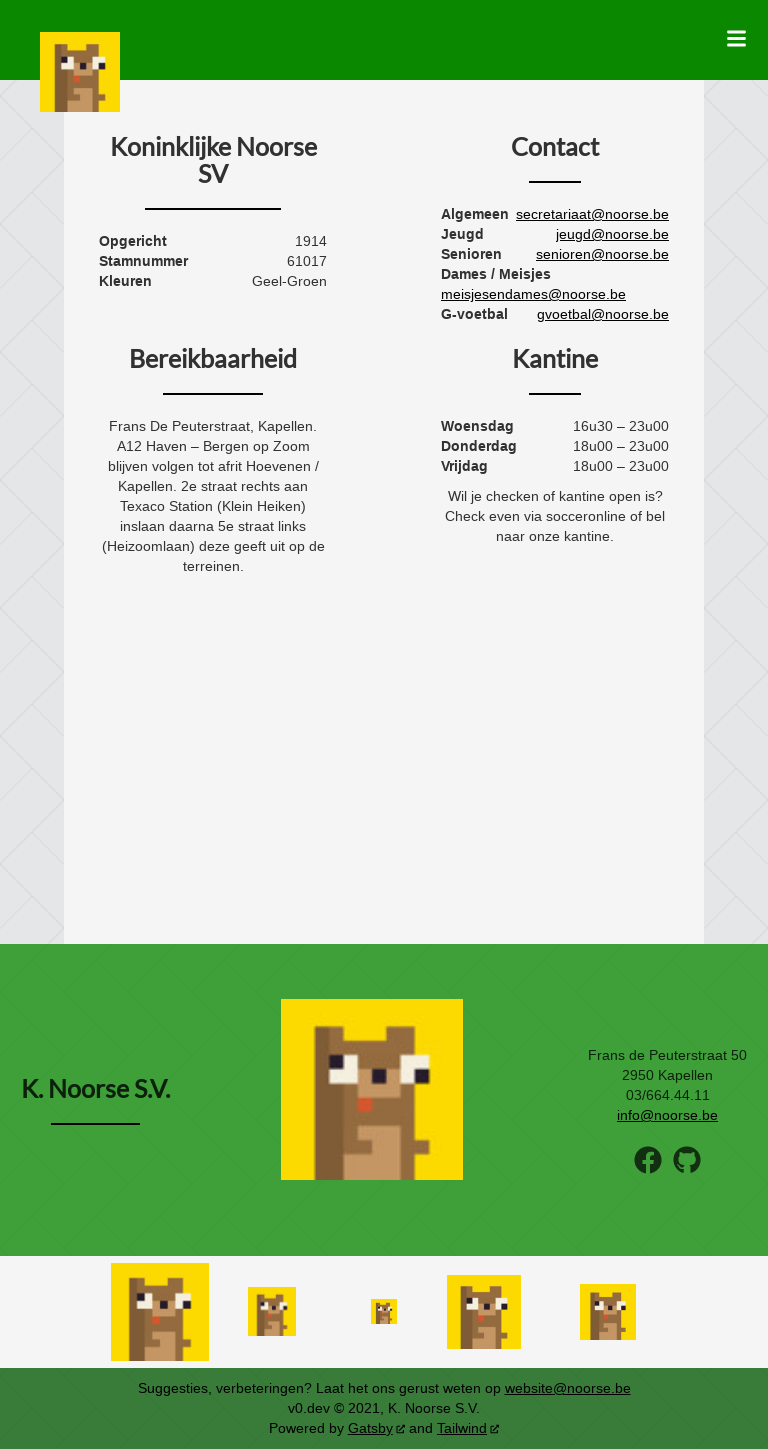 Koninklijke Noorse
SV
Opgericht 1914
Stamnummer 61017
Kleuren Geel-Groen
Contact
Algemeen secretariaat@noorse.be
Jeugd jeugd@noorse.be
Senioren senioren@noorse.be
Dames / Meisjes
meisjesendames@noorse.be
G-voetbal gvoetbal@noorse.be
Bereikbaarheid
Frans De Peuterstraat, Kapellen.
A12 Haven – Bergen op Zoom
blijven volgen tot afrit Hoevenen /
Kapellen. 2e straat rechts aan
Texaco Station (Klein Heiken)
inslaan daarna 5e straat links
(Heizoomlaan) deze geeft uit op de
terreinen.
Kantine
Woensdag 16u30 – 23u00
Donderdag 18u00 – 23u00
Vrijdag 18u00 – 23u00
Wil je checken of kantine open is?
Check even via socceronline of bel
naar onze kantine.
K. Noorse S.V.
Frans de Peuterstraat 50
2950 Kapellen
03/664.44.11
info@noorse.be
Suggesties, verbeteringen? Laat het ons gerust weten op website@noorse.be
v0.dev © 2021, K. Noorse S.V.
Powered by Gatsby and Tailwind